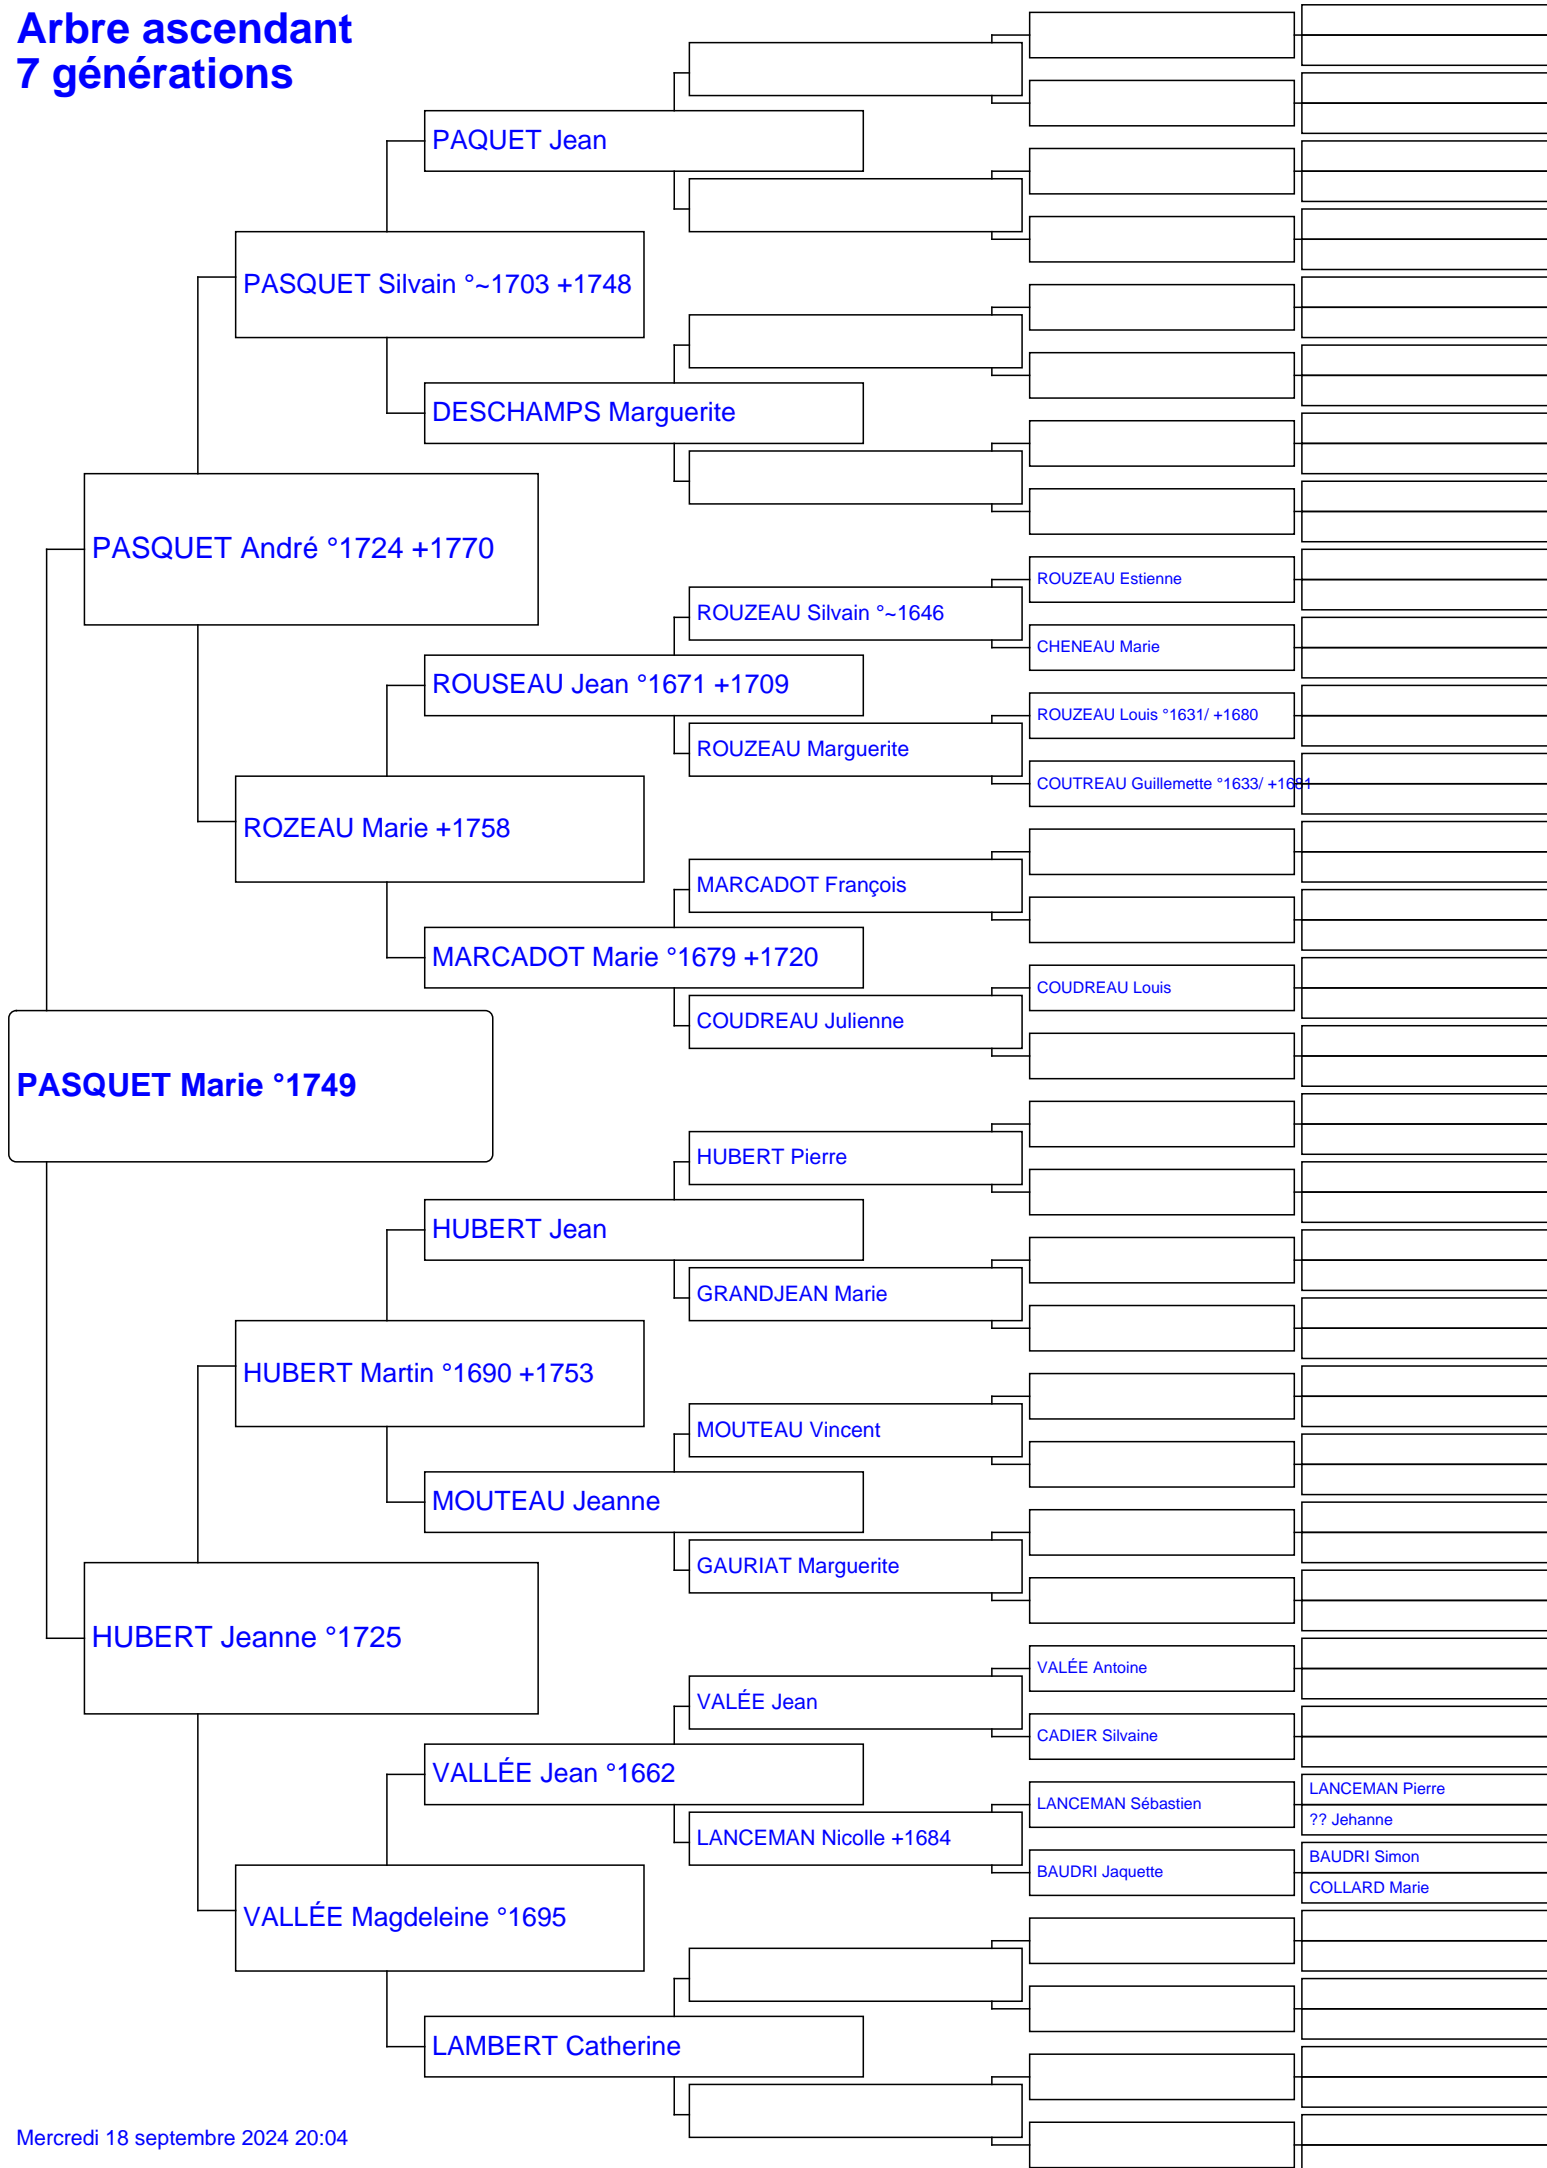 Arbre ascendant
7 générations
PAQUET Jean
PASQUET Silvain °~1703 +1748
DESCHAMPS Marguerite
PASQUET André °1724 +1770
ROUZEAU Estienne
ROUZEAU Silvain °~1646
CHENEAU Marie
ROUSEAU Jean °1671 +1709
ROUZEAU Louis °1631/ +1680
ROUZEAU Marguerite
COUTREAU Guillemette °1633/ +1681
ROZEAU Marie +1758
MARCADOT François
MARCADOT Marie °1679 +1720
COUDREAU Louis
COUDREAU Julienne
PASQUET Marie °1749
HUBERT Pierre
HUBERT Jean
GRANDJEAN Marie
HUBERT Martin °1690 +1753
MOUTEAU Vincent
MOUTEAU Jeanne
GAURIAT Marguerite
HUBERT Jeanne °1725
VALÉE Antoine
VALÉE Jean
CADIER Silvaine
VALLÉE Jean °1662
LANCEMAN Pierre
LANCEMAN Sébastien
?? Jehanne
LANCEMAN Nicolle +1684
BAUDRI Simon
BAUDRI Jaquette
COLLARD Marie
VALLÉE Magdeleine °1695
LAMBERT Catherine
Mercredi 18 septembre 2024 20:04